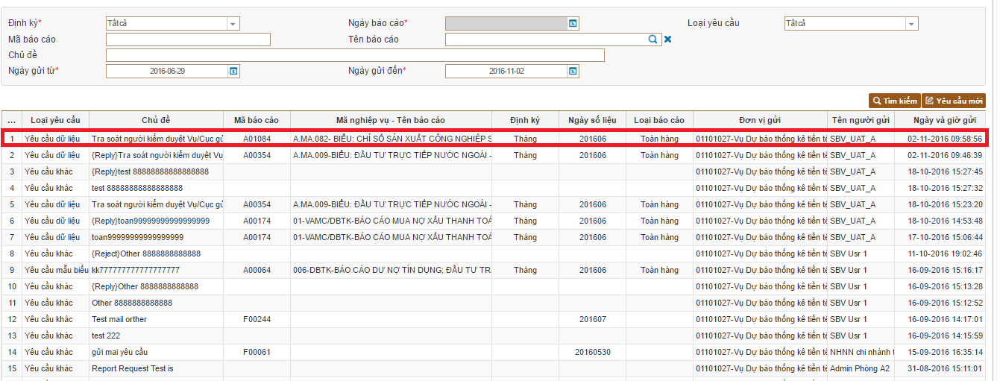 Định kỳ* Tất cả Ngày báo cáo* Loại yêu cầu Tất cả
Mã báo cáo Tên báo cáo
Chủ đề
Ngày gửi từ* 2016-06-29 Ngày gửi đến* 2016-11-02
Tìm kiếm Yêu cầu mới
... Loại yêu cầu Chủ đề Mã báo cáo Mã nghiệp vụ - Tên báo cáo Định kỳ Ngày số liệu Loại báo cáo Đơn vị gửi Tên người gửi Ngày và giờ gửi
1 Yêu cầu dữ liệu Tra soát người kiểm duyệt Vụ/Cục gử A01084 A.MA.082- BIỂU: CHỈ SỐ SẢN XUẤT CÔNG NGHIỆP S Tháng 201606 Toàn hàng 01101027-Vụ Dự báo thống kê tiền tệ SBV_UAT_A 02-11-2016 09:58:56
2 Yêu cầu dữ liệu {Reply}Tra soát người kiểm duyệt Vụ A00354 A.MA.009-BIỂU: ĐẦU TƯ TRỰC TIẾP NƯỚC NGOÀI - Tháng 201606 Toàn hàng 01101027-Vụ Dự báo thống kê tiền tệ SBV_UAT_A 02-11-2016 09:46:39
3 Yêu cầu khác {Reply}test 88888888888888888 01101027-Vụ Dự báo thống kê tiền tệ SBV_UAT_A 18-10-2016 15:27:45
4 Yêu cầu khác test 88888888888888888 01101027-Vụ Dự báo thống kê tiền tệ SBV_UAT_A 18-10-2016 15:27:32
5 Yêu cầu dữ liệu Tra soát người kiểm duyệt Vụ/Cục gử A00354 A.MA.009-BIỂU: ĐẦU TƯ TRỰC TIẾP NƯỚC NGOÀI - Tháng 201606 Toàn hàng 01101027-Vụ Dự báo thống kê tiền tệ SBV_UAT_A 18-10-2016 15:23:20
6 Yêu cầu dữ liệu {Reply}toan99999999999999999 A00174 01-VAMC/DBTK-BÁO CÁO MUA NỢ XẤU THANH TOÁ Tháng 201606 Toàn hàng 01101027-Vụ Dự báo thống kê tiền tệ SBV_UAT_A 18-10-2016 14:53:48
7 Yêu cầu dữ liệu toan99999999999999999 A00174 01-VAMC/DBTK-BÁO CÁO MUA NỢ XẤU THANH TOÁ Tháng 201606 Toàn hàng 01101027-Vụ Dự báo thống kê tiền tệ SBV_UAT_A 17-10-2016 15:06:44
8 Yêu cầu khác {Reject}Other 8888888888888 01101027-Vụ Dự báo thống kê tiền tệ SBV Usr 1 11-10-2016 19:02:46
9 Yêu cầu mẫu biểu kk777777777777777777 A00064 006-DBTK-BÁO CÁO DƯ NỢ TÍN DỤNG; ĐẦU TƯ TRÁ Tháng 201606 Toàn hàng 01101027-Vụ Dự báo thống kê tiền tệ SBV Usr 1 16-09-2016 15:16:17
10 Yêu cầu khác {Reply}Other 8888888888888 01101027-Vụ Dự báo thống kê tiền tệ SBV Usr 1 16-09-2016 15:13:28
11 Yêu cầu khác Other 8888888888888 01101027-Vụ Dự báo thống kê tiền tệ SBV Usr 1 16-09-2016 15:12:52
12 Yêu cầu khác Test mail orther F00244 201607 01101027-Vụ Dự báo thống kê tiền tệ SBV Usr 1 16-09-2016 14:17:01
13 Yêu cầu khác test 222 01101027-Vụ Dự báo thống kê tiền tệ SBV Usr 1 16-09-2016 14:15:59
14 Yêu cầu khác gửi mai yêu cầu F00061 20160530 01101027-Vụ Dự báo thống kê tiền tệ NHNN chi nhánh t 15-09-2016 16:35:14
15 Yêu cầu khác Report Request Test is 01101027-Vụ Dự báo thống kê tiền tệ Admin Phòng A2 31-08-2016 15:11:01